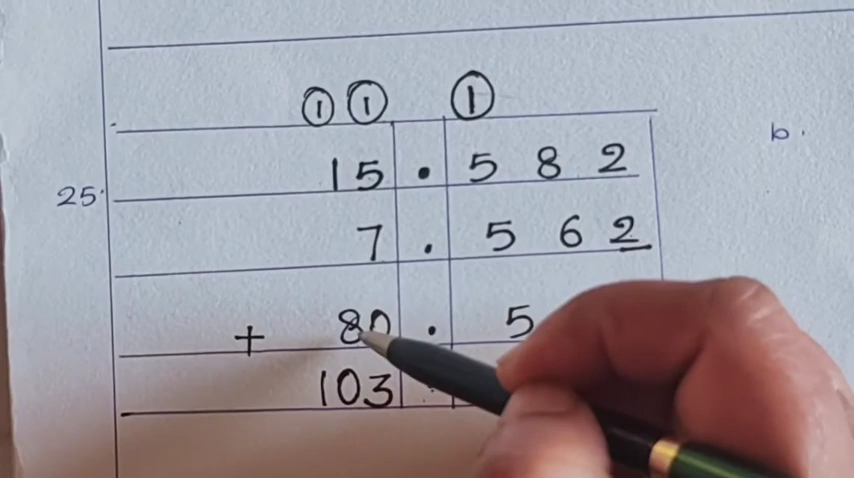 1 1 1
25. 15 . 5 8 2 b.
7 . 5 6 2
+ 80 . 5
103 .